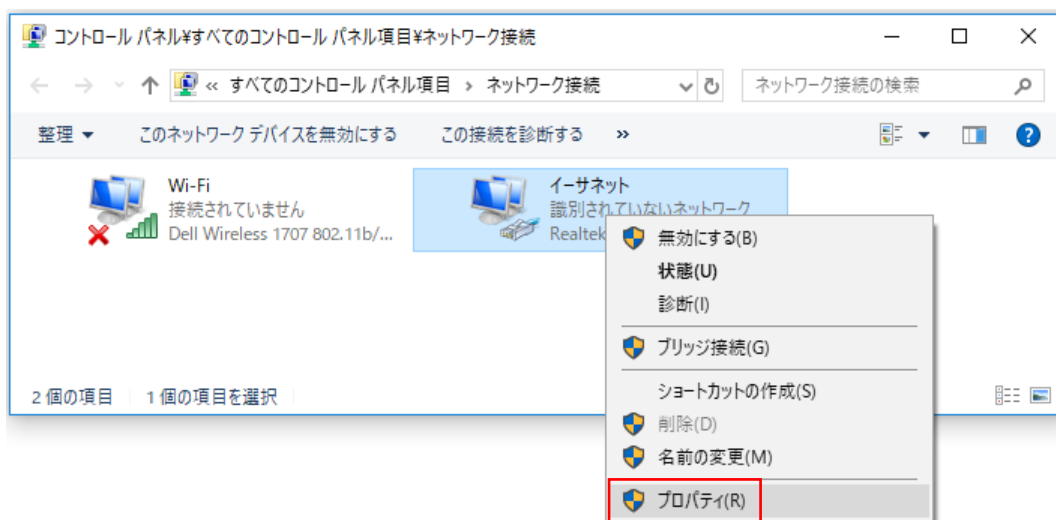 コントロール パネル¥すべてのコントロール パネル項目¥ネットワーク接続
« すべてのコントロール パネル項目 › ネットワーク接続
ネットワーク接続の検索
整理 このネットワーク デバイスを無効にする この接続を診断する »
Wi-Fi
接続されていません
Dell Wireless 1707 802.11b/...
イーサネット
識別されていないネットワーク
Realtek
無効にする(B)
状態(U)
診断(I)
ブリッジ接続(G)
ショートカットの作成(S)
削除(D)
名前の変更(M)
プロパティ(R)
2 個の項目 1 個の項目を選択